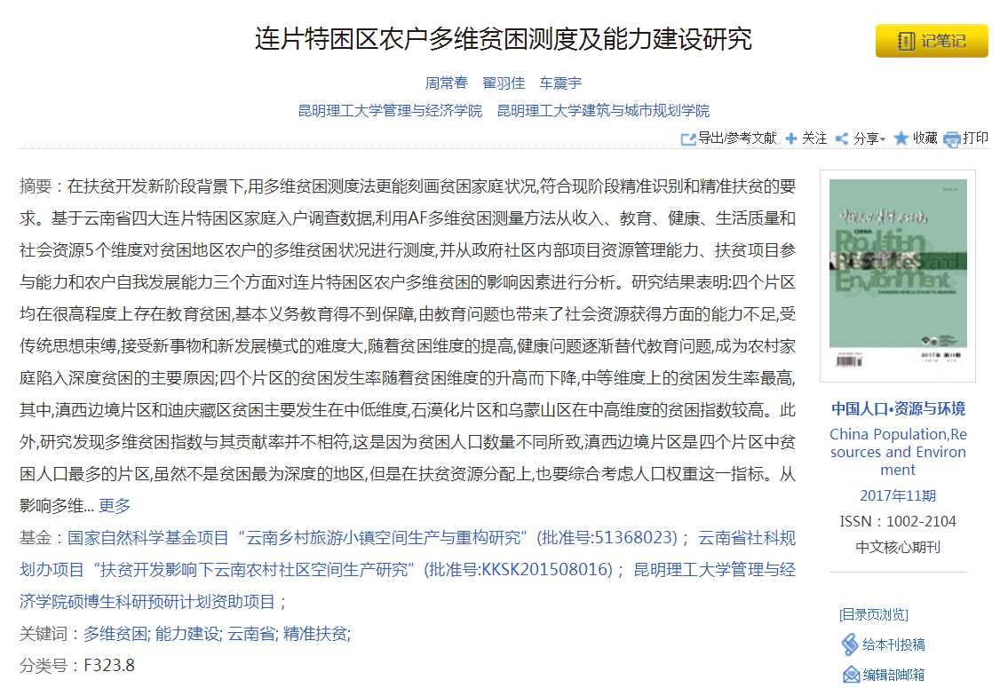 连片特困区农户多维贫困测度及能力建设研究
记笔记
周常春 翟羽佳 车震宇
昆明理工大学管理与经济学院 昆明理工大学建筑与城市规划学院
导出/参考文献 关注 分享 收藏 打印
摘要：在扶贫开发新阶段背景下,用多维贫困测度法更能刻画贫困家庭状况,符合现阶段精准识别和精准扶贫的要
求。基于云南省四大连片特困区家庭入户调查数据,利用AF多维贫困测量方法从收入、教育、健康、生活质量和
社会资源5个维度对贫困地区农户的多维贫困状况进行测度,并从政府社区内部项目资源管理能力、扶贫项目参
与能力和农户自我发展能力三个方面对连片特困区农户多维贫困的影响因素进行分析。研究结果表明:四个片区
均在很高程度上存在教育贫困,基本义务教育得不到保障,由教育问题也带来了社会资源获得方面的能力不足,受
传统思想束缚,接受新事物和新发展模式的难度大,随着贫困维度的提高,健康问题逐渐替代教育问题,成为农村家
庭陷入深度贫困的主要原因;四个片区的贫困发生率随着贫困维度的升高而下降,中等维度上的贫困发生率最高,
其中,滇西边境片区和迪庆藏区贫困主要发生在中低维度,石漠化片区和乌蒙山区在中高维度的贫困指数较高。此
外,研究发现多维贫困指数与其贡献率并不相符,这是因为贫困人口数量不同所致,滇西边境片区是四个片区中贫
困人口最多的片区,虽然不是贫困最为深度的地区,但是在扶贫资源分配上,也要综合考虑人口权重这一指标。从
影响多维... 更多
基金：国家自然科学基金项目“云南乡村旅游小镇空间生产与重构研究”(批准号:51368023)；云南省社科规
划办项目“扶贫开发影响下云南农村社区空间生产研究”(批准号:KKSK201508016)；昆明理工大学管理与经
济学院硕博生科研预研计划资助项目；
关键词：多维贫困; 能力建设; 云南省; 精准扶贫;
分类号：F323.8
中国人口资源与环境
CHINA
Population
Resources and
Environment
2017年 第11期
中国人口•资源与环境
China Population,Re
sources and Environ
ment
2017年11期
ISSN：1002-2104
中文核心期刊
[目录页浏览]
给本刊投稿
编辑部邮箱